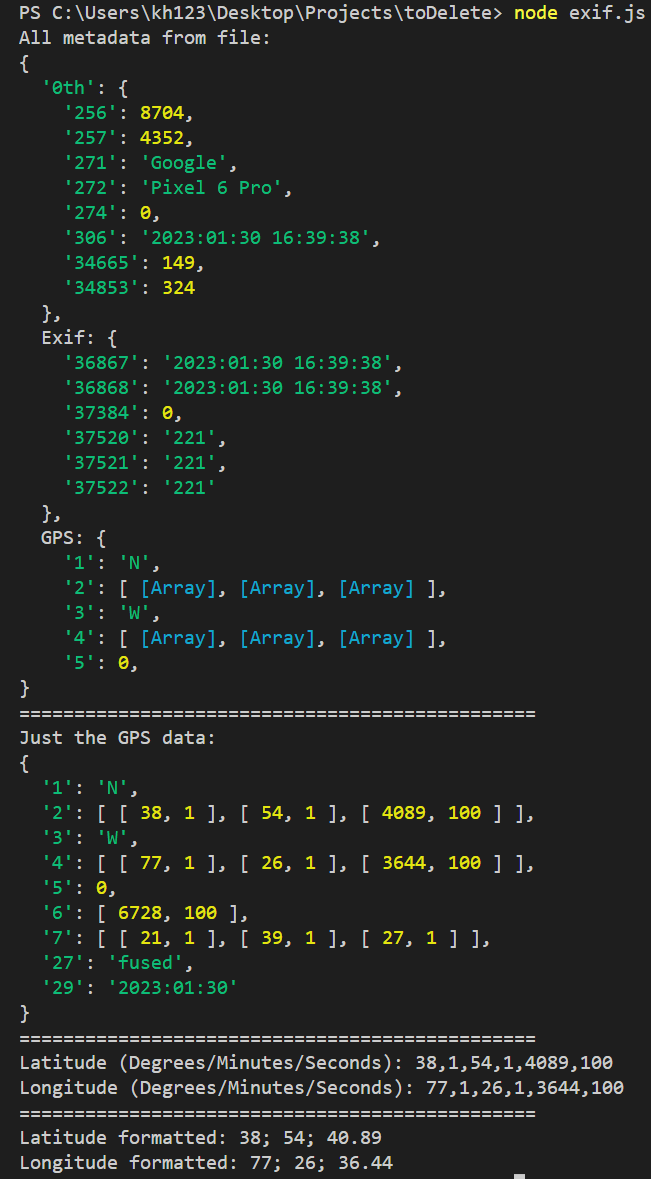 PS C:\Users\kh123\Desktop\Projects\toDelete> node exif.js
All metadata from file:
{
  '0th': {
    '256': 8704,
    '257': 4352,
    '271': 'Google',
    '272': 'Pixel 6 Pro',
    '274': 0,
    '306': '2023:01:30 16:39:38',
    '34665': 149,
    '34853': 324
  },
  Exif: {
    '36867': '2023:01:30 16:39:38',
    '36868': '2023:01:30 16:39:38',
    '37384': 0,
    '37520': '221',
    '37521': '221',
    '37522': '221'
  },
  GPS: {
    '1': 'N',
    '2': [ [Array], [Array], [Array] ],
    '3': 'W',
    '4': [ [Array], [Array], [Array] ],
    '5': 0,
}
===============================================
Just the GPS data:
{
  '1': 'N',
  '2': [ [ 38, 1 ], [ 54, 1 ], [ 4089, 100 ] ],
  '3': 'W',
  '4': [ [ 77, 1 ], [ 26, 1 ], [ 3644, 100 ] ],
  '5': 0,
  '6': [ 6728, 100 ],
  '7': [ [ 21, 1 ], [ 39, 1 ], [ 27, 1 ] ],
  '27': 'fused',
  '29': '2023:01:30'
}
===============================================
Latitude (Degrees/Minutes/Seconds): 38,1,54,1,4089,100
Longitude (Degrees/Minutes/Seconds): 77,1,26,1,3644,100
===============================================
Latitude formatted: 38; 54; 40.89
Longitude formatted: 77; 26; 36.44